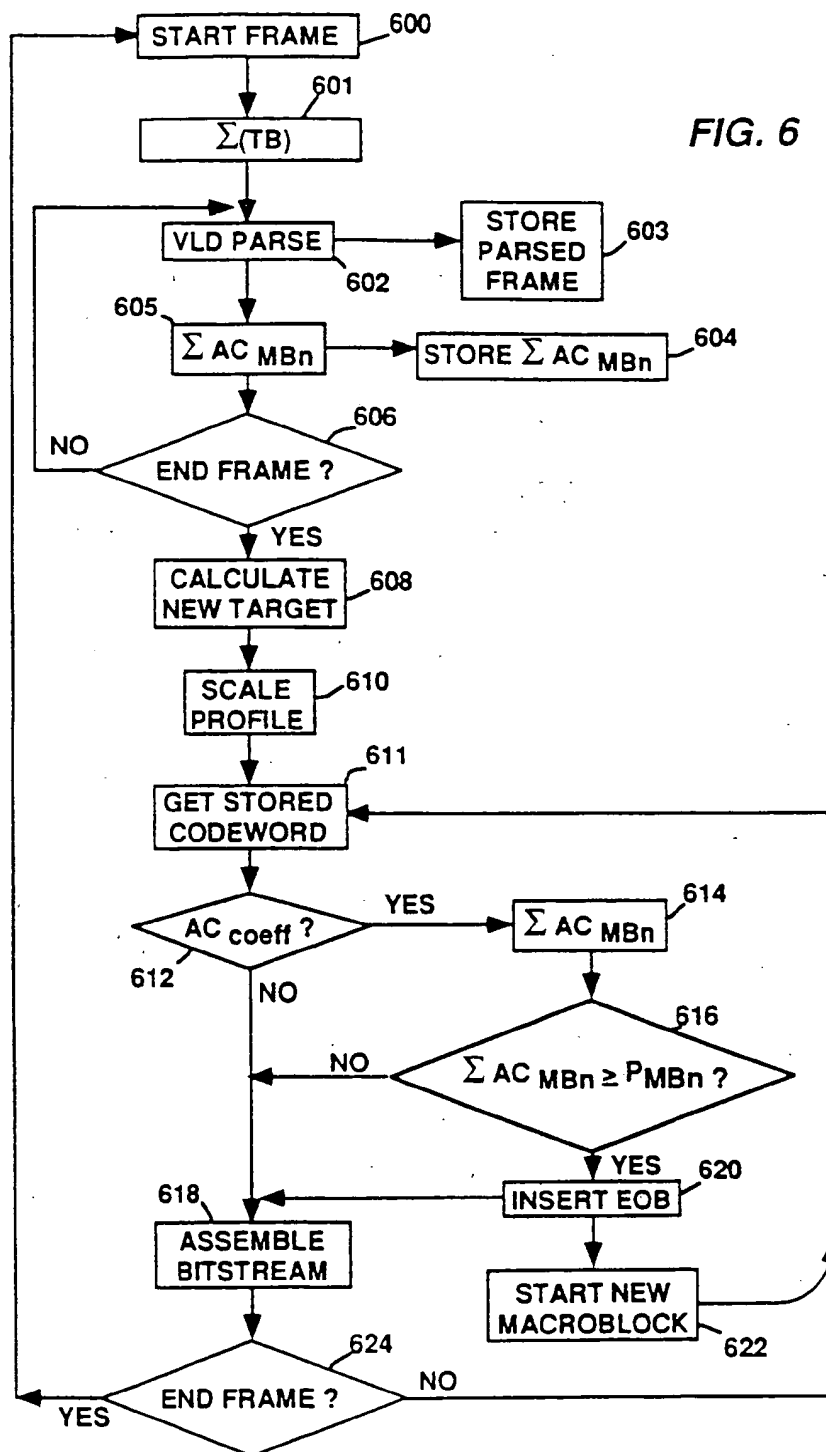 START FRAME
600
601
Σ(TB)
FIG. 6
VLD PARSE
602
STORE
PARSED
FRAME
603
605
Σ AC MBn
STORE Σ AC MBn
604
606
NO
END FRAME ?
YES
CALCULATE
NEW TARGET
608
SCALE
PROFILE
610
611
GET STORED
CODEWORD
AC coeff ?
612
YES
NO
Σ AC MBn
614
616
NO
Σ AC MBn ≥ PMBn ?
YES
618
INSERT EOB
620
ASSEMBLE
BITSTREAM
START NEW
MACROBLOCK
622
624
END FRAME ?
YES
NO